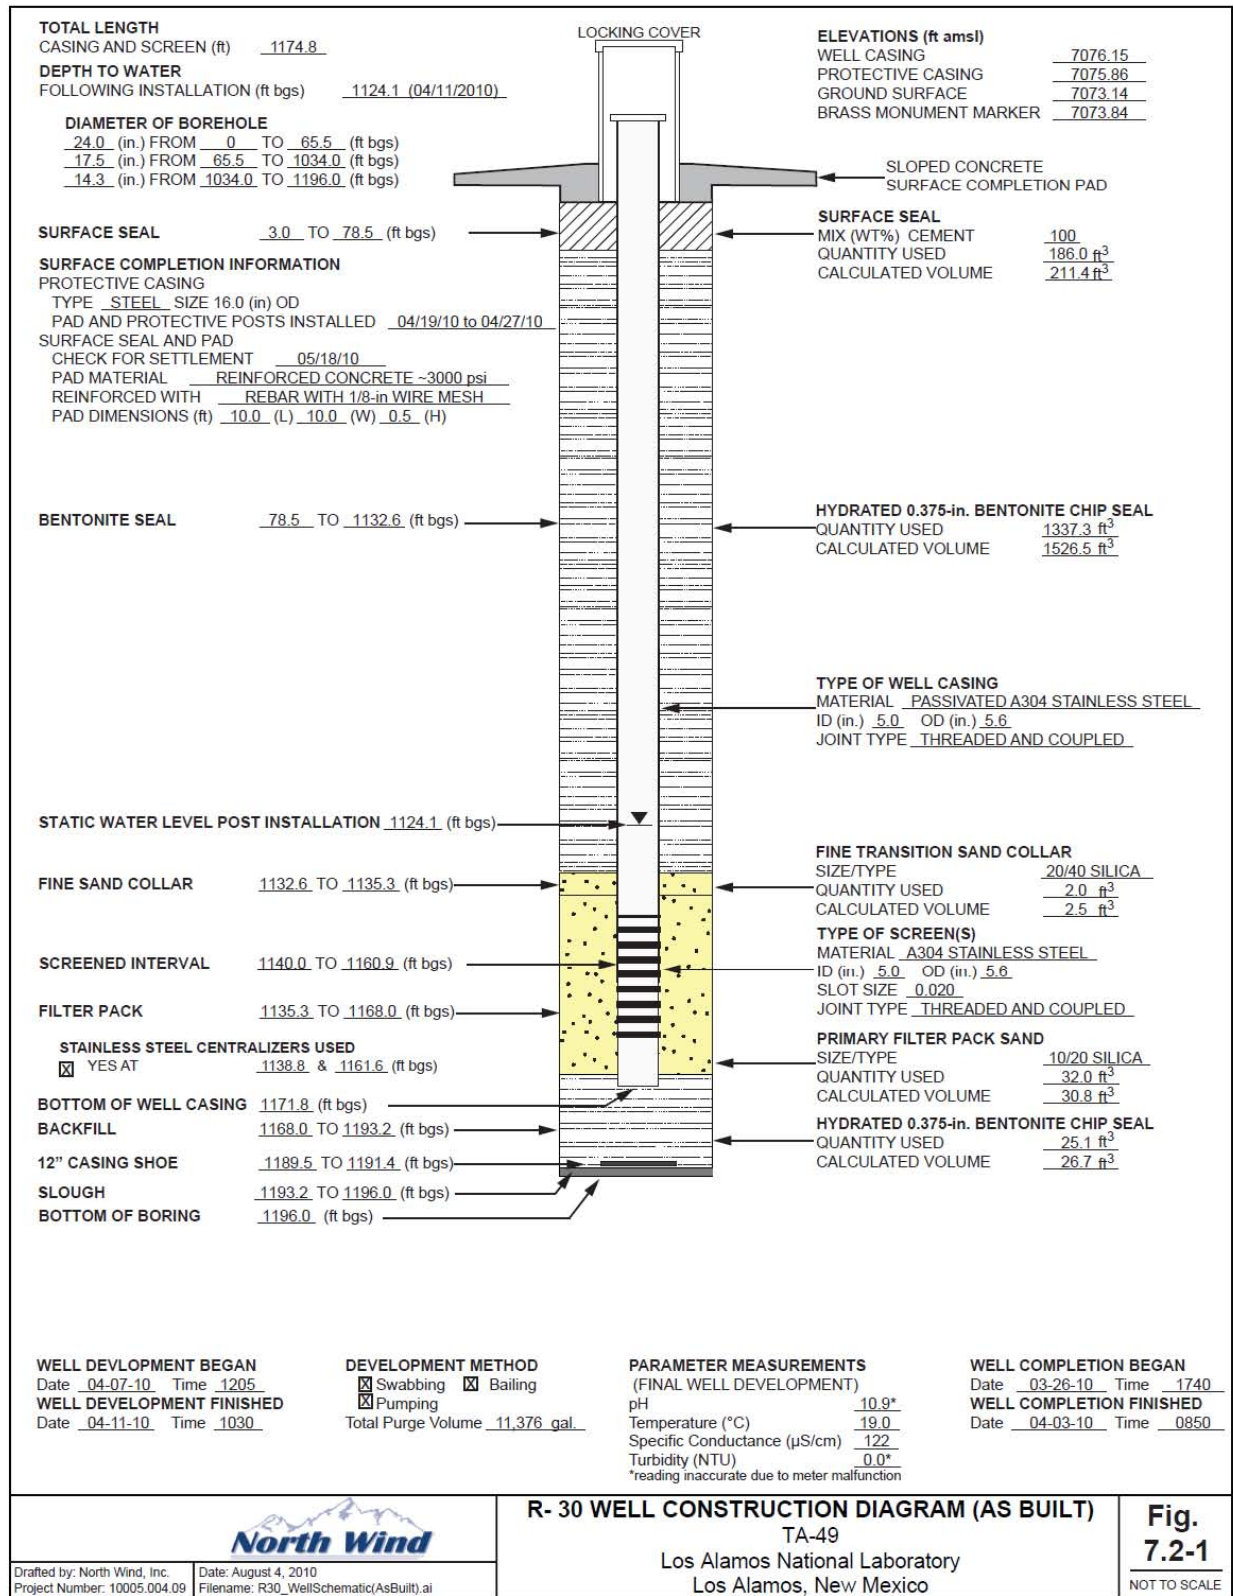 TOTAL LENGTH
CASING AND SCREEN (ft) 1174.8
DEPTH TO WATER
FOLLOWING INSTALLATION (ft bgs) 1124.1 (04/11/2010)
DIAMETER OF BOREHOLE
24.0 (in.) FROM 0 TO 65.5 (ft bgs)
17.5 (in.) FROM 65.5 TO 1034.0 (ft bgs)
14.3 (in.) FROM 1034.0 TO 1196.0 (ft bgs)
LOCKING COVER
ELEVATIONS (ft amsl)
WELL CASING 7076.15
PROTECTIVE CASING 7075.86
GROUND SURFACE 7073.14
BRASS MONUMENT MARKER 7073.84
SLOPED CONCRETE
SURFACE COMPLETION PAD
SURFACE SEAL 3.0 TO 78.5 (ft bgs)
SURFACE SEAL
MIX (WT%) CEMENT 100
QUANTITY USED 186.0 ft3
CALCULATED VOLUME 211.4 ft3
SURFACE COMPLETION INFORMATION
PROTECTIVE CASING
TYPE STEEL SIZE 16.0 (in) OD
PAD AND PROTECTIVE POSTS INSTALLED 04/19/10 to 04/27/10
SURFACE SEAL AND PAD
CHECK FOR SETTLEMENT 05/18/10
PAD MATERIAL REINFORCED CONCRETE ~3000 psi
REINFORCED WITH REBAR WITH 1/8-in WIRE MESH
PAD DIMENSIONS (ft) 10.0 (L) 10.0 (W) 0.5 (H)
BENTONITE SEAL 78.5 TO 1132.6 (ft bgs)
HYDRATED 0.375-in. BENTONITE CHIP SEAL
QUANTITY USED 1337.3 ft3
CALCULATED VOLUME 1526.5 ft3
TYPE OF WELL CASING
MATERIAL PASSIVATED A304 STAINLESS STEEL
ID (in.) 5.0 OD (in.) 5.6
JOINT TYPE THREADED AND COUPLED
STATIC WATER LEVEL POST INSTALLATION 1124.1 (ft bgs)
FINE SAND COLLAR 1132.6 TO 1135.3 (ft bgs)
FINE TRANSITION SAND COLLAR
SIZE/TYPE 20/40 SILICA
QUANTITY USED 2.0 ft3
CALCULATED VOLUME 2.5 ft3
SCREENED INTERVAL 1140.0 TO 1160.9 (ft bgs)
TYPE OF SCREEN(S)
MATERIAL A304 STAINLESS STEEL
ID (in.) 5.0 OD (in.) 5.6
SLOT SIZE 0.020
JOINT TYPE THREADED AND COUPLED
FILTER PACK 1135.3 TO 1168.0 (ft bgs)
STAINLESS STEEL CENTRALIZERS USED
YES AT 1138.8 & 1161.6 (ft bgs)
PRIMARY FILTER PACK SAND
SIZE/TYPE 10/20 SILICA
QUANTITY USED 32.0 ft3
CALCULATED VOLUME 30.8 ft3
BOTTOM OF WELL CASING 1171.8 (ft bgs)
BACKFILL 1168.0 TO 1193.2 (ft bgs)
HYDRATED 0.375-in. BENTONITE CHIP SEAL
QUANTITY USED 25.1 ft3
CALCULATED VOLUME 26.7 ft3
12” CASING SHOE 1189.5 TO 1191.4 (ft bgs)
SLOUGH 1193.2 TO 1196.0 (ft bgs)
BOTTOM OF BORING 1196.0 (ft bgs)
WELL DEVLOPMENT BEGAN
Date 04-07-10 Time 1205
WELL DEVELOPMENT FINISHED
Date 04-11-10 Time 1030
DEVELOPMENT METHOD
Swabbing Bailing
Pumping
Total Purge Volume 11,376 gal.
PARAMETER MEASUREMENTS
(FINAL WELL DEVELOPMENT)
pH 10.9*
Temperature (°C) 19.0
Specific Conductance (µS/cm) 122
Turbidity (NTU) 0.0*
*reading inaccurate due to meter malfunction
WELL COMPLETION BEGAN
Date 03-26-10 Time 1740
WELL COMPLETION FINISHED
Date 04-03-10 Time 0850
North Wind
Drafted by: North Wind, Inc.
Project Number: 10005.004.09
Date: August 4, 2010
Filename: R30_WellSchematic(AsBuilt).ai
R- 30 WELL CONSTRUCTION DIAGRAM (AS BUILT)
TA-49
Los Alamos National Laboratory
Los Alamos, New Mexico
Fig.
7.2-1
NOT TO SCALE